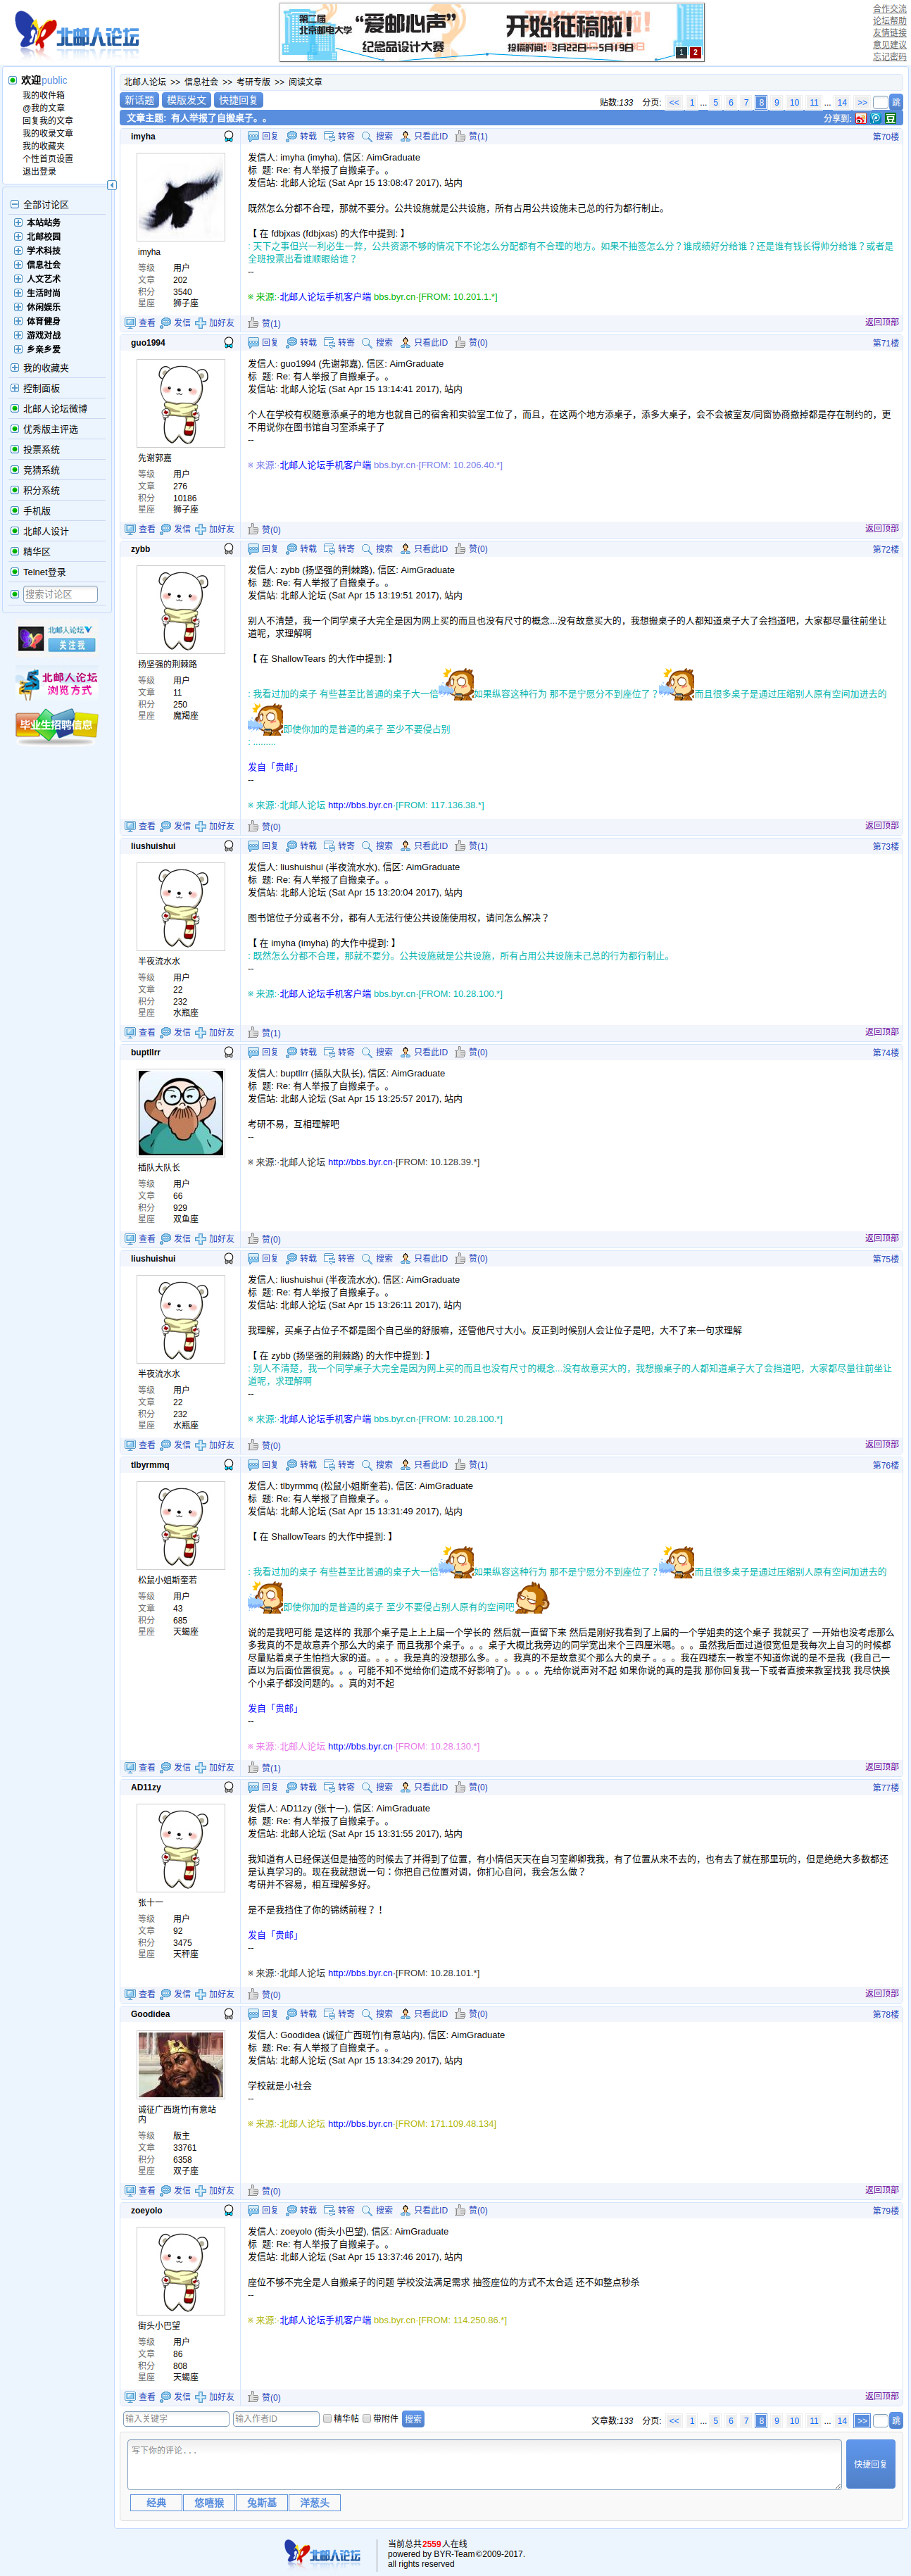 北邮人论坛
第二届
北京邮电大学
“爱邮心声”
纪念品设计大赛
开始征稿啦!
投稿时间: 3月22日-5月19日
1 2
合作交流
论坛帮助
友情链接
意见建议
忘记密码
欢迎public
我的收件箱
@我的文章
回复我的文章
我的收录文章
我的收藏夹
个性首页设置
退出登录
全部讨论区
本站站务
北邮校园
学术科技
信息社会
人文艺术
生活时尚
休闲娱乐
体育健身
游戏对战
乡亲乡爱
我的收藏夹
控制面板
北邮人论坛微博
优秀版主评选
投票系统
竞猜系统
积分系统
手机版
北邮人设计
精华区
Telnet登录
搜索讨论区
北邮人论坛
关注我
北邮人论坛
浏览方式
毕业生招聘信息
北邮人论坛 >> 信息社会 >> 考研专版 >> 阅读文章
新话题 模版发文 快捷回复
贴数:133 分页: << 1 ... 5 6 7 8 9 10 11 ... 14 >> 跳
文章主题: 有人举报了自搬桌子。。
分享到:
imyha
回复 转载 转寄 搜索 只看此ID 赞(1) 第70楼
imyha
等级 用户
文章 202
积分 3540
星座 狮子座
发信人: imyha (imyha), 信区: AimGraduate
标 题: Re: 有人举报了自搬桌子。。
发信站: 北邮人论坛 (Sat Apr 15 13:08:47 2017), 站内
既然怎么分都不合理，那就不要分。公共设施就是公共设施，所有占用公共设施未已总的行为都行制止。
【 在 fdbjxas (fdbjxas) 的大作中提到: 】
: 天下之事但兴一利必生一弊，公共资源不够的情况下不论怎么分配都有不合理的地方。如果不抽签怎么分？谁成绩好分给谁？还是谁有钱长得帅分给谁？或者是全班投票出看谁顺眼给谁？
--
※ 来源:·北邮人论坛手机客户端 bbs.byr.cn·[FROM: 10.201.1.*]
查看 发信 加好友 赞(1) 返回顶部
guo1994
回复 转载 转寄 搜索 只看此ID 赞(0) 第71楼
先谢郭嘉
等级 用户
文章 276
积分 10186
星座 狮子座
发信人: guo1994 (先谢郭嘉), 信区: AimGraduate
标 题: Re: 有人举报了自搬桌子。。
发信站: 北邮人论坛 (Sat Apr 15 13:14:41 2017), 站内
个人在学校有权随意添桌子的地方也就自己的宿舍和实验室工位了，而且，在这两个地方添桌子，添多大桌子，会不会被室友/同窗协商撤掉都是存在制约的，更不用说你在图书馆自习室添桌子了
--
※ 来源:·北邮人论坛手机客户端 bbs.byr.cn·[FROM: 10.206.40.*]
查看 发信 加好友 赞(0) 返回顶部
zybb
回复 转载 转寄 搜索 只看此ID 赞(0) 第72楼
扬坚强的荆棘路
等级 用户
文章 11
积分 250
星座 魔羯座
发信人: zybb (扬坚强的荆棘路), 信区: AimGraduate
标 题: Re: 有人举报了自搬桌子。。
发信站: 北邮人论坛 (Sat Apr 15 13:19:51 2017), 站内
别人不清楚，我一个同学桌子大完全是因为网上买的而且也没有尺寸的概念...没有故意买大的，我想搬桌子的人都知道桌子大了会挡道吧，大家都尽量往前坐让道呢，求理解啊
【 在 ShallowTears 的大作中提到: 】
: 我看过加的桌子 有些甚至比普通的桌子大一倍 如果纵容这种行为 那不是宁愿分不到座位了？ 而且很多桌子是通过压缩别人原有空间加进去的 即使你加的是普通的桌子 至少不要侵占别
: .........
发自「贵邮」
--
※ 来源:·北邮人论坛 http://bbs.byr.cn·[FROM: 117.136.38.*]
查看 发信 加好友 赞(0) 返回顶部
liushuishui
回复 转载 转寄 搜索 只看此ID 赞(1) 第73楼
半夜流水水
等级 用户
文章 22
积分 232
星座 水瓶座
发信人: liushuishui (半夜流水水), 信区: AimGraduate
标 题: Re: 有人举报了自搬桌子。。
发信站: 北邮人论坛 (Sat Apr 15 13:20:04 2017), 站内
图书馆位子分或者不分，都有人无法行使公共设施使用权，请问怎么解决？
【 在 imyha (imyha) 的大作中提到: 】
: 既然怎么分都不合理，那就不要分。公共设施就是公共设施，所有占用公共设施未己总的行为都行制止。
--
※ 来源:·北邮人论坛手机客户端 bbs.byr.cn·[FROM: 10.28.100.*]
查看 发信 加好友 赞(1) 返回顶部
buptllrr
回复 转载 转寄 搜索 只看此ID 赞(0) 第74楼
插队大队长
等级 用户
文章 66
积分 929
星座 双鱼座
发信人: buptllrr (插队大队长), 信区: AimGraduate
标 题: Re: 有人举报了自搬桌子。。
发信站: 北邮人论坛 (Sat Apr 15 13:25:57 2017), 站内
考研不易，互相理解吧
--
※ 来源:·北邮人论坛 http://bbs.byr.cn·[FROM: 10.128.39.*]
查看 发信 加好友 赞(0) 返回顶部
liushuishui
回复 转载 转寄 搜索 只看此ID 赞(0) 第75楼
半夜流水水
等级 用户
文章 22
积分 232
星座 水瓶座
发信人: liushuishui (半夜流水水), 信区: AimGraduate
标 题: Re: 有人举报了自搬桌子。。
发信站: 北邮人论坛 (Sat Apr 15 13:26:11 2017), 站内
我理解，买桌子占位子不都是图个自己坐的舒服嘛，还管他尺寸大小。反正到时候别人会让位子是吧，大不了来一句求理解
【 在 zybb (扬坚强的荆棘路) 的大作中提到: 】
: 别人不清楚，我一个同学桌子大完全是因为网上买的而且也没有尺寸的概念...没有故意买大的，我想搬桌子的人都知道桌子大了会挡道吧，大家都尽量往前坐让道呢，求理解啊
--
※ 来源:·北邮人论坛手机客户端 bbs.byr.cn·[FROM: 10.28.100.*]
查看 发信 加好友 赞(0) 返回顶部
tlbyrmmq
回复 转载 转寄 搜索 只看此ID 赞(1) 第76楼
松鼠小姐斯奎若
等级 用户
文章 43
积分 685
星座 天蝎座
发信人: tlbyrmmq (松鼠小姐斯奎若), 信区: AimGraduate
标 题: Re: 有人举报了自搬桌子。。
发信站: 北邮人论坛 (Sat Apr 15 13:31:49 2017), 站内
【 在 ShallowTears 的大作中提到: 】
: 我看过加的桌子 有些甚至比普通的桌子大一倍 如果纵容这种行为 那不是宁愿分不到座位了？ 而且很多桌子是通过压缩别人原有空间加进去的 即使你加的是普通的桌子 至少不要侵占别人原有的空间吧
说的是我吧可能 是这样的 我那个桌子是上上上届一个学长的 然后就一直留下来 然后是刚好我看到了上届的一个学姐卖的这个桌子 我就买了 一开始也没考虑那么多我真的不是故意弄个那么大的桌子 而且我那个桌子。。。桌子大概比我旁边的同学宽出来个三四厘米嗯。。。虽然我后面过道很宽但是我每次上自习的时候都尽量贴着桌子生怕挡大家的道。。。。我是真的没想那么多。。。我真的不是故意买个那么大的桌子 。。。我在四楼东一教室不知道你说的是不是我（我自己一直以为后面位置很宽。。。可能不知不觉给你们造成不好影响了）。。。。先给你说声对不起 如果你说的真的是我 那你回复我一下或者直接来教室找我 我尽快换个小桌子都没问题的。。真的对不起
发自「贵邮」
--
※ 来源:·北邮人论坛 http://bbs.byr.cn·[FROM: 10.28.130.*]
查看 发信 加好友 赞(1) 返回顶部
AD11zy
回复 转载 转寄 搜索 只看此ID 赞(0) 第77楼
张十一
等级 用户
文章 92
积分 3475
星座 天秤座
发信人: AD11zy (张十一), 信区: AimGraduate
标 题: Re: 有人举报了自搬桌子。。
发信站: 北邮人论坛 (Sat Apr 15 13:31:55 2017), 站内
我知道有人已经保送但是抽签的时候去了并得到了位置，有小情侣天天在自习室卿卿我我，有了位置从来不去的，也有去了就在那里玩的，但是绝绝大多数都还是认真学习的。现在我就想说一句：你把自己位置对调，你扪心自问，我会怎么做？
考研并不容易，相互理解多好。
是不是我挡住了你的锦绣前程？！
发自「贵邮」
--
※ 来源:·北邮人论坛 http://bbs.byr.cn·[FROM: 10.28.101.*]
查看 发信 加好友 赞(0) 返回顶部
Goodidea
回复 转载 转寄 搜索 只看此ID 赞(0) 第78楼
诚征广西斑竹|有意站内
等级 版主
文章 33761
积分 6358
星座 双子座
发信人: Goodidea (诚征广西斑竹|有意站内), 信区: AimGraduate
标 题: Re: 有人举报了自搬桌子。。
发信站: 北邮人论坛 (Sat Apr 15 13:34:29 2017), 站内
学校就是小社会
--
※ 来源:·北邮人论坛 http://bbs.byr.cn·[FROM: 171.109.48.134]
查看 发信 加好友 赞(0) 返回顶部
zoeyolo
回复 转载 转寄 搜索 只看此ID 赞(0) 第79楼
街头小巴望
等级 用户
文章 86
积分 808
星座 天蝎座
发信人: zoeyolo (街头小巴望), 信区: AimGraduate
标 题: Re: 有人举报了自搬桌子。。
发信站: 北邮人论坛 (Sat Apr 15 13:37:46 2017), 站内
座位不够不完全是人自搬桌子的问题 学校没法满足需求 抽签座位的方式不太合适 还不如整点秒杀
--
※ 来源:·北邮人论坛手机客户端 bbs.byr.cn·[FROM: 114.250.86.*]
查看 发信 加好友 赞(0) 返回顶部
输入关键字 输入作者ID 精华帖 带附件 搜索
文章数:133 分页: << 1 ... 5 6 7 8 9 10 11 ... 14 >> 跳
写下你的评论...
快捷回复
经典 悠嘻猴 兔斯基 洋葱头
北邮人论坛
当前总共2559人在线
powered by BYR-Team©2009-2017.
all rights reserved